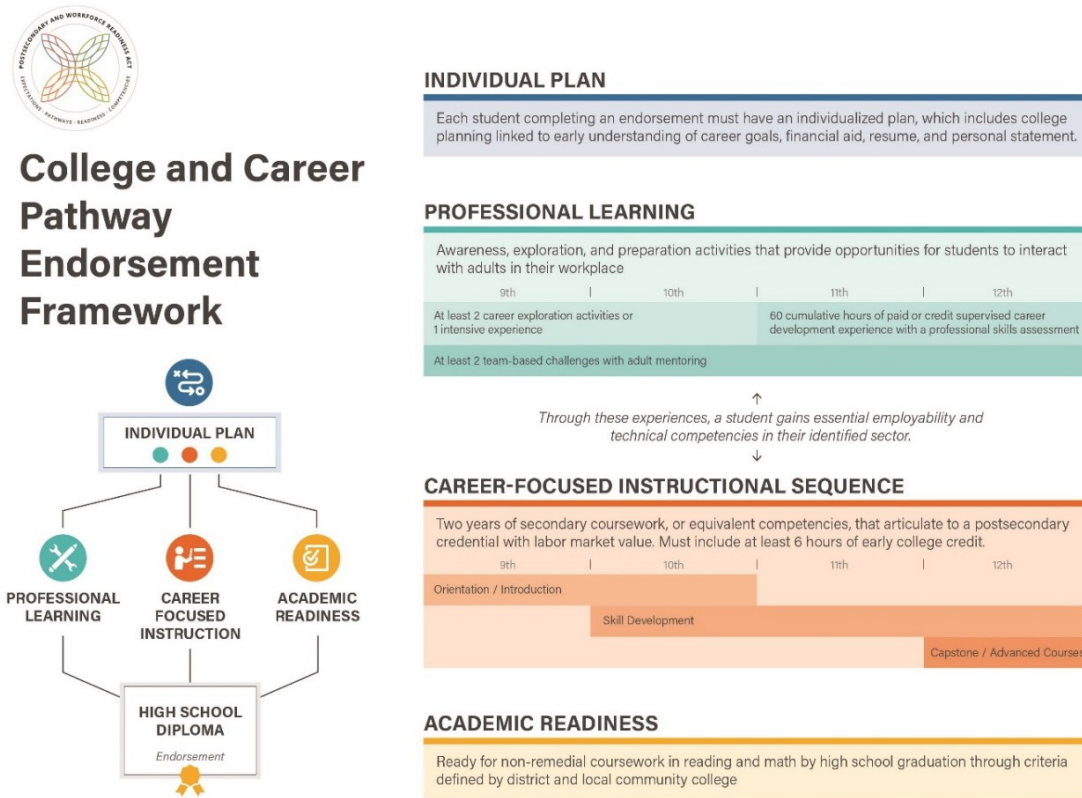 POSTSECONDARY AND WORKFORCE READINESS ACT
EXPECTATIONS · PATHWAYS · READINESS · COMPETENCIES
College and Career
Pathway
Endorsement
Framework
INDIVIDUAL PLAN
PROFESSIONAL
LEARNING
CAREER
FOCUSED
INSTRUCTION
ACADEMIC
READINESS
HIGH SCHOOL
DIPLOMA
Endorsement
INDIVIDUAL PLAN
Each student completing an endorsement must have an individualized plan, which includes college
planning linked to early understanding of career goals, financial aid, resume, and personal statement.
PROFESSIONAL LEARNING
Awareness, exploration, and preparation activities that provide opportunities for students to interact
with adults in their workplace
9th | 10th | 11th | 12th
At least 2 career exploration activities or
1 intensive experience
60 cumulative hours of paid or credit supervised career
development experience with a professional skills assessment
At least 2 team-based challenges with adult mentoring
Through these experiences, a student gains essential employability and
technical competencies in their identified sector.
CAREER-FOCUSED INSTRUCTIONAL SEQUENCE
Two years of secondary coursework, or equivalent competencies, that articulate to a postsecondary
credential with labor market value. Must include at least 6 hours of early college credit.
9th | 10th | 11th | 12th
Orientation / Introduction
Skill Development
Capstone / Advanced Courses
ACADEMIC READINESS
Ready for non-remedial coursework in reading and math by high school graduation through criteria
defined by district and local community college